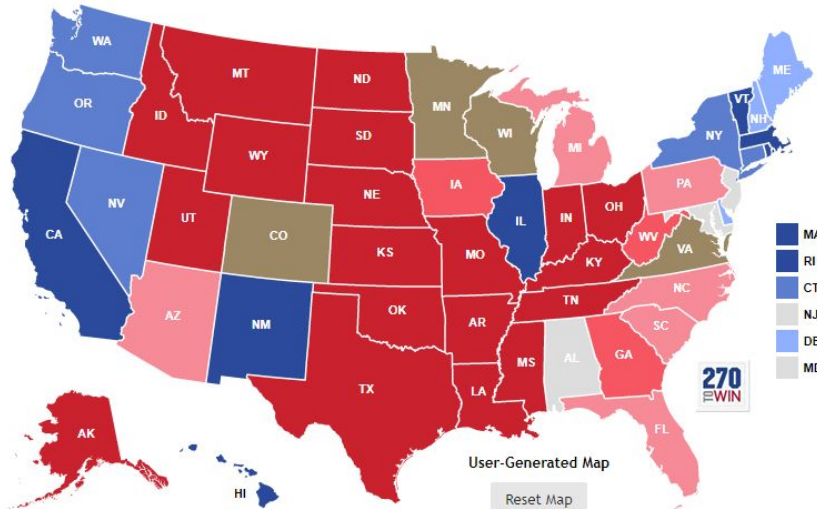 WA
OR
CA
NV
ID
MT
WY
UT
CO
AZ
NM
ND
SD
NE
KS
OK
TX
MN
IA
MO
AR
LA
WI
IL
MI
IN
OH
KY
TN
MS
AL
GA
FL
SC
NC
VA
WV
PA
NY
VT
NH
ME
AK
HI
MA
RI
CT
NJ
DE
MD
270
TO WIN
User-Generated Map
Reset Map